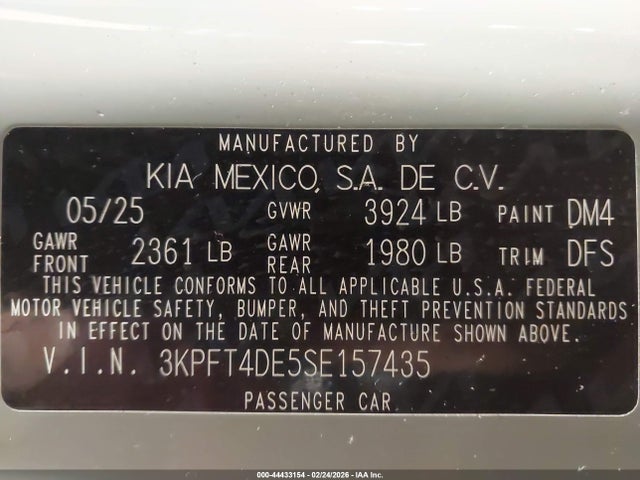 MANUFACTURED BY
KIA MEXICO, S.A. DE C.V.
05/25 GVWR 3924 LB PAINT DM4
GAWR FRONT 2361 LB GAWR REAR 1980 LB TRIM DFS
THIS VEHICLE CONFORMS TO ALL APPLICABLE U.S.A. FEDERAL
MOTOR VEHICLE SAFETY, BUMPER, AND THEFT PREVENTION STANDARDS
IN EFFECT ON THE DATE OF MANUFACTURE SHOWN ABOVE.
V.I.N. 3KPFT4DE5SE157435
PASSENGER CAR
000-44433154 - 02/24/2026 - IAA Inc.